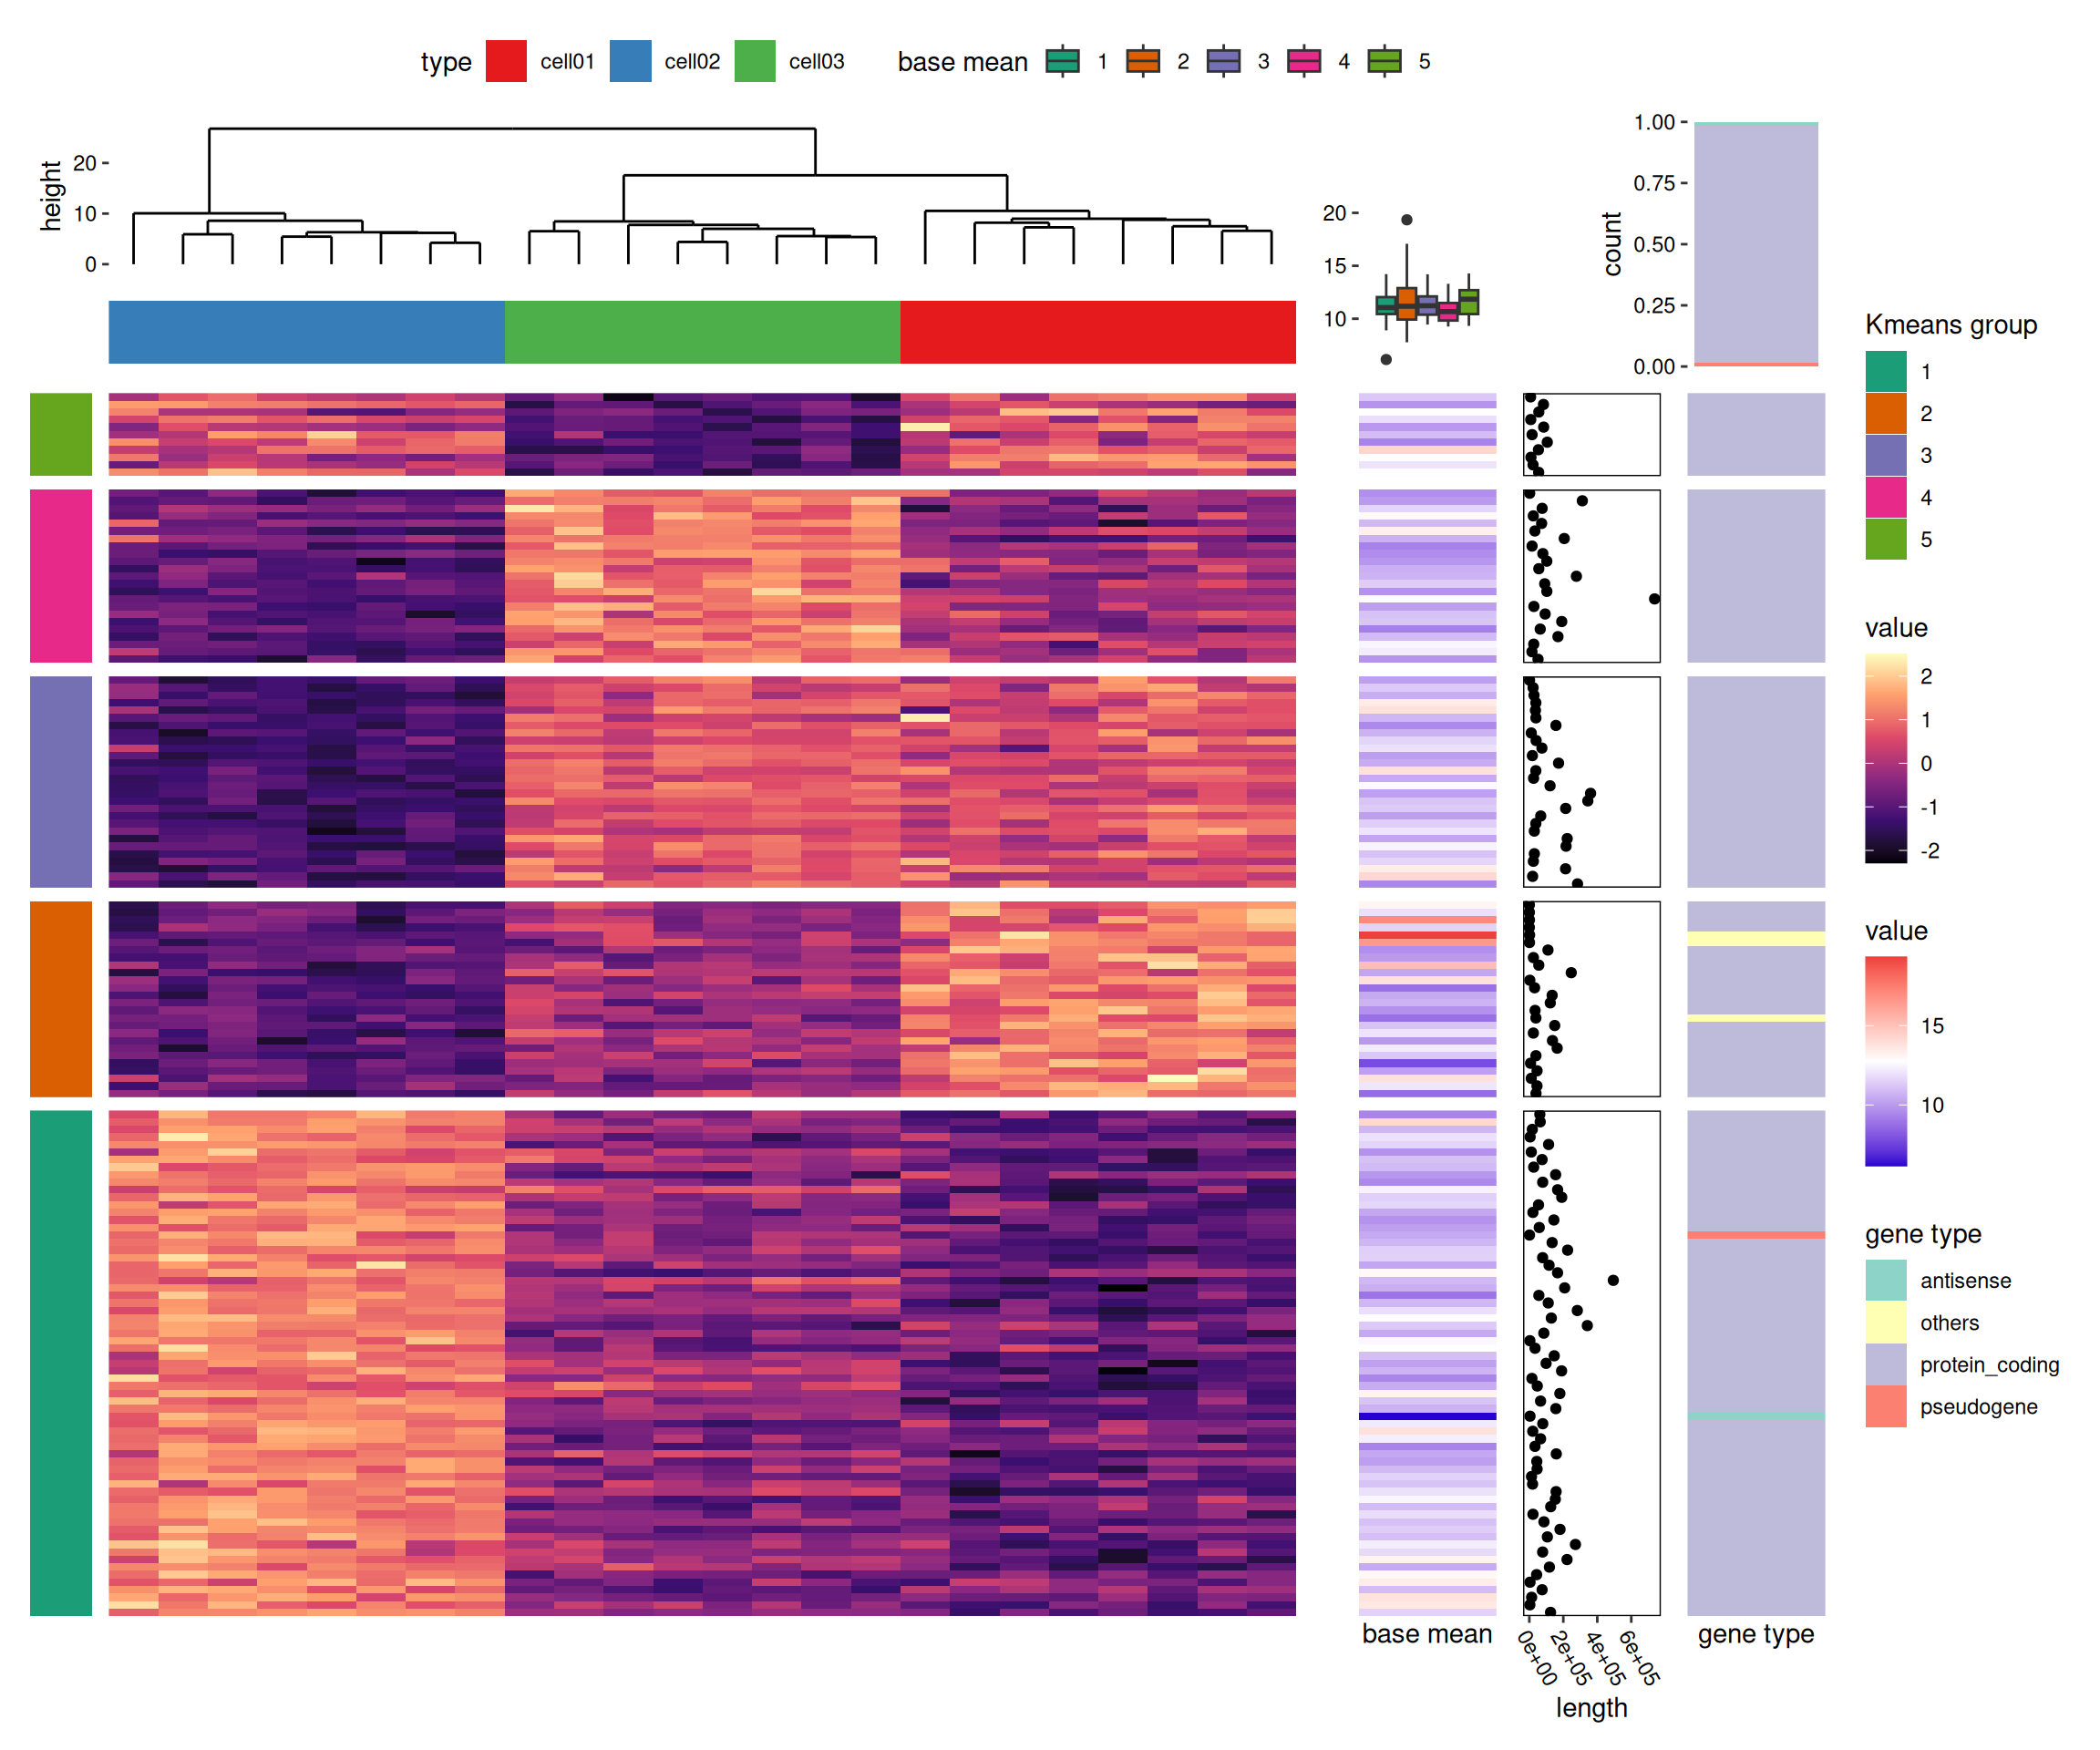 type cell01 cell02 cell03 base mean 1 2 3 4 5
height
20
10
0
20
15
10
count
1.00
0.75
0.50
0.25
0.00
Kmeans group
1
2
3
4
5
value
2
1
0
-1
-2
value
15
10
gene type
antisense
others
protein_coding
pseudogene
base mean
0e+00 2e+05 4e+05 6e+05
length
gene type